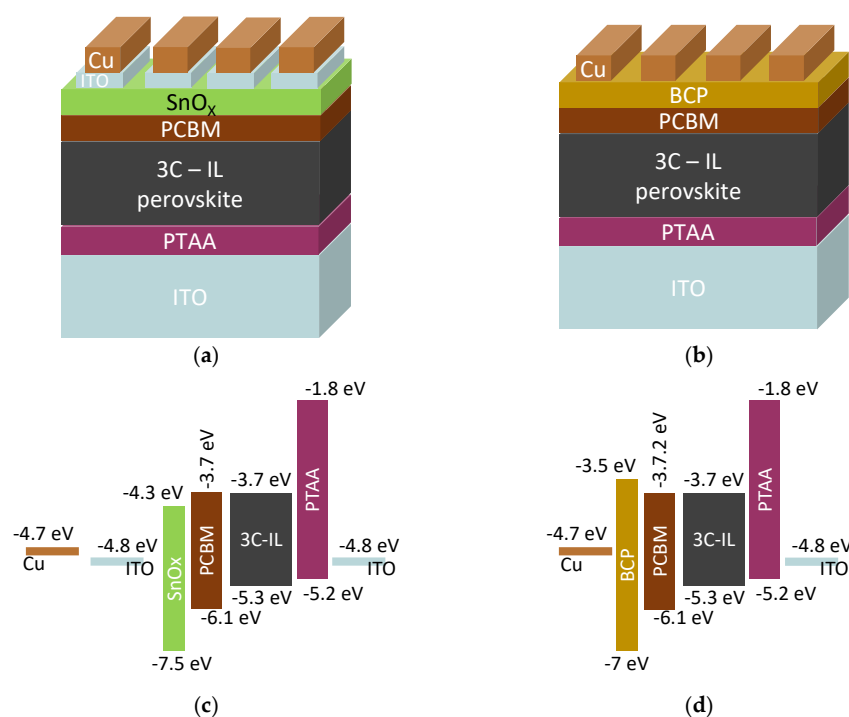 Cu
ITO
SnOX
PCBM
3C – IL
perovskite
PTAA
ITO
(a)
Cu
BCP
PCBM
3C – IL
perovskite
PTAA
ITO
(b)
-1.8 eV
-3.7 eV
-3.7 eV
-4.3 eV
-4.7 eV
Cu
-4.8 eV
ITO
SnOx
PCBM
3C-IL
PTAA
-4.8 eV
ITO
-5.3 eV
-5.2 eV
-6.1 eV
-7.5 eV
(c)
-1.8 eV
-3.7.2 eV
-3.5 eV
-3.7 eV
-4.7 eV
Cu
BCP
PCBM
3C-IL
PTAA
-4.8 eV
ITO
-5.3 eV
-5.2 eV
-6.1 eV
-7 eV
(d)